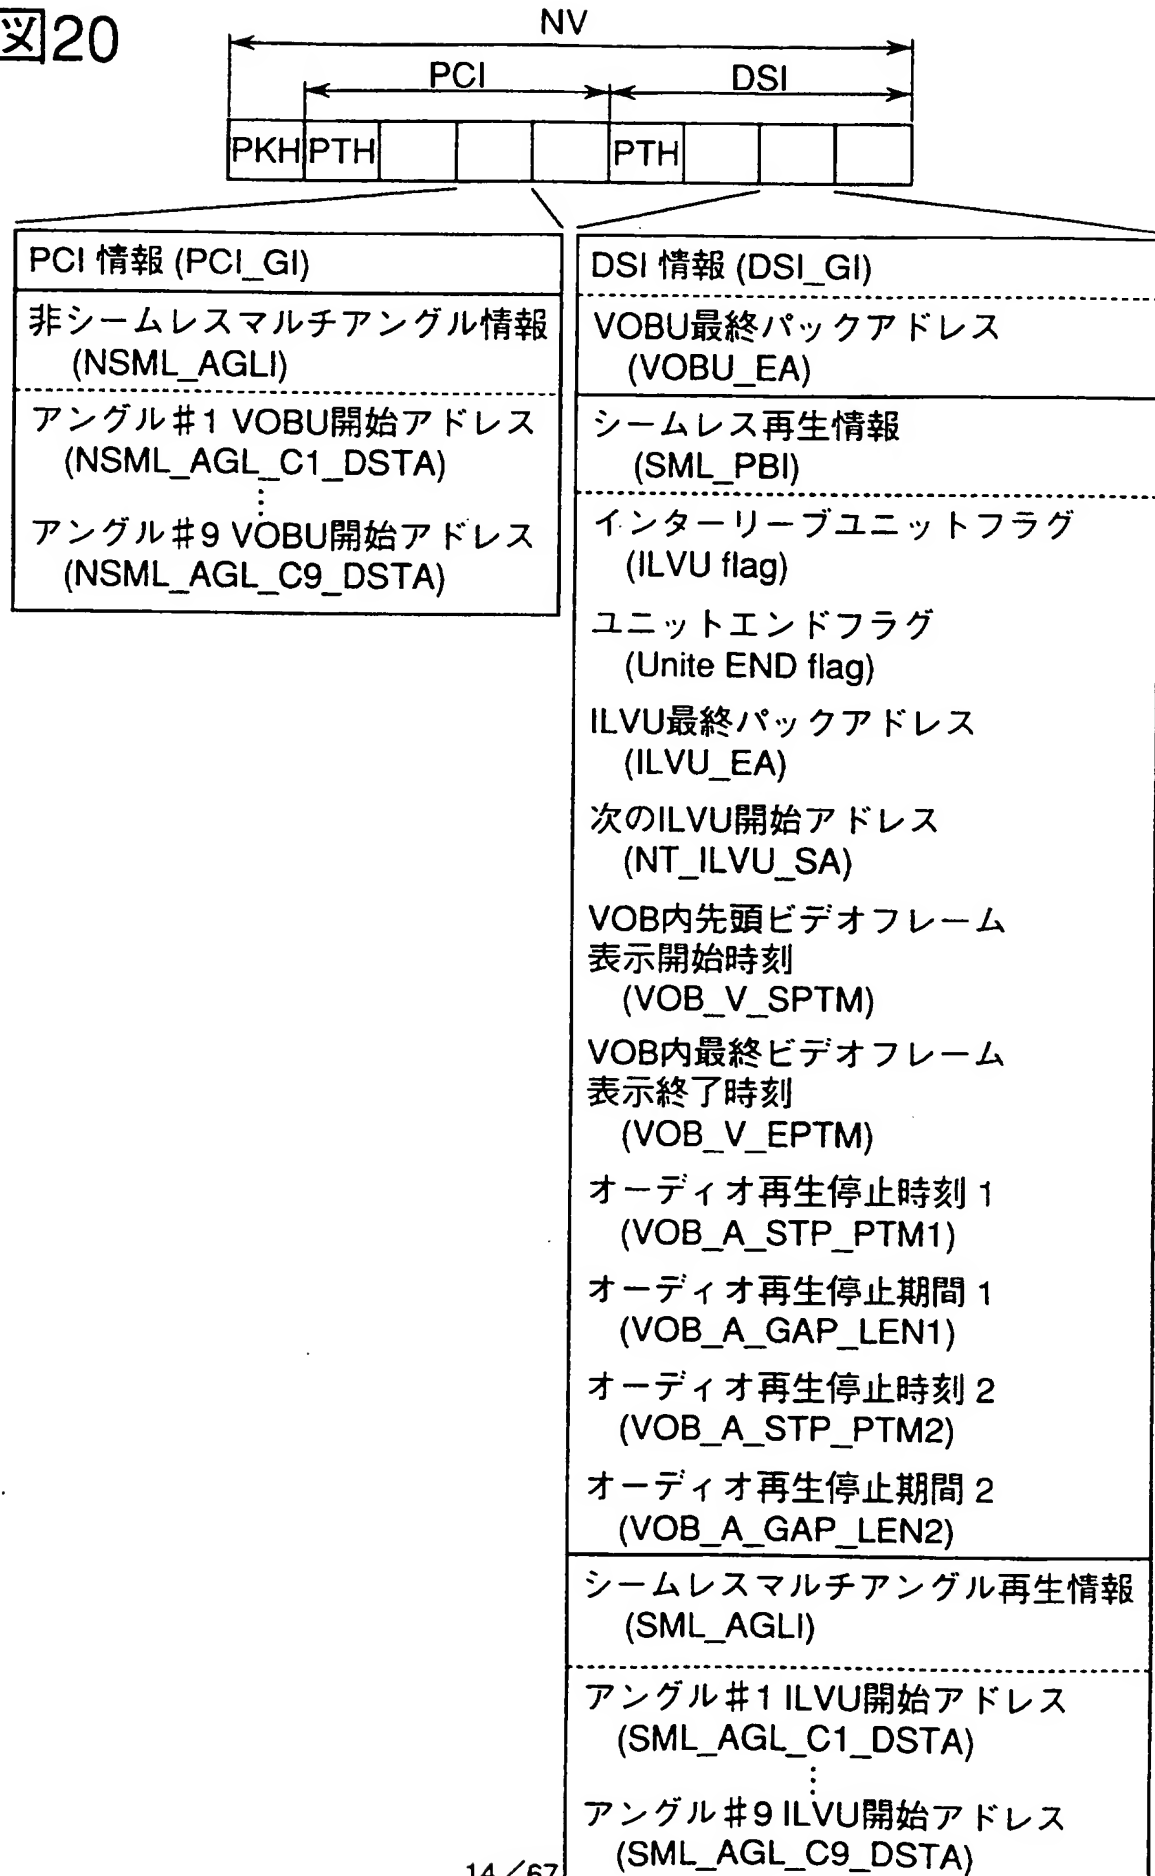 図20
NV
PCI
DSI
PKH
PTH
PTH
PCI 情報 (PCI_GI)
非シームレスマルチアングル情報
(NSML_AGLI)
アングル#1 VOBU開始アドレス
(NSML_AGL_C1_DSTA)
⋮
アングル#9 VOBU開始アドレス
(NSML_AGL_C9_DSTA)
DSI 情報 (DSI_GI)
VOBU最終パックアドレス
(VOBU_EA)
シームレス再生情報
(SML_PBI)
インターリーブユニットフラグ
(ILVU flag)
ユニットエンドフラグ
(Unite END flag)
ILVU最終パックアドレス
(ILVU_EA)
次のILVU開始アドレス
(NT_ILVU_SA)
VOB内先頭ビデオフレーム
表示開始時刻
(VOB_V_SPTM)
VOB内最終ビデオフレーム
表示終了時刻
(VOB_V_EPTM)
オーディオ再生停止時刻 1
(VOB_A_STP_PTM1)
オーディオ再生停止期間 1
(VOB_A_GAP_LEN1)
オーディオ再生停止時刻 2
(VOB_A_STP_PTM2)
オーディオ再生停止期間 2
(VOB_A_GAP_LEN2)
シームレスマルチアングル再生情報
(SML_AGLI)
アングル#1 ILVU開始アドレス
(SML_AGL_C1_DSTA)
⋮
アングル#9 ILVU開始アドレス
(SML_AGL_C9_DSTA)
14/67